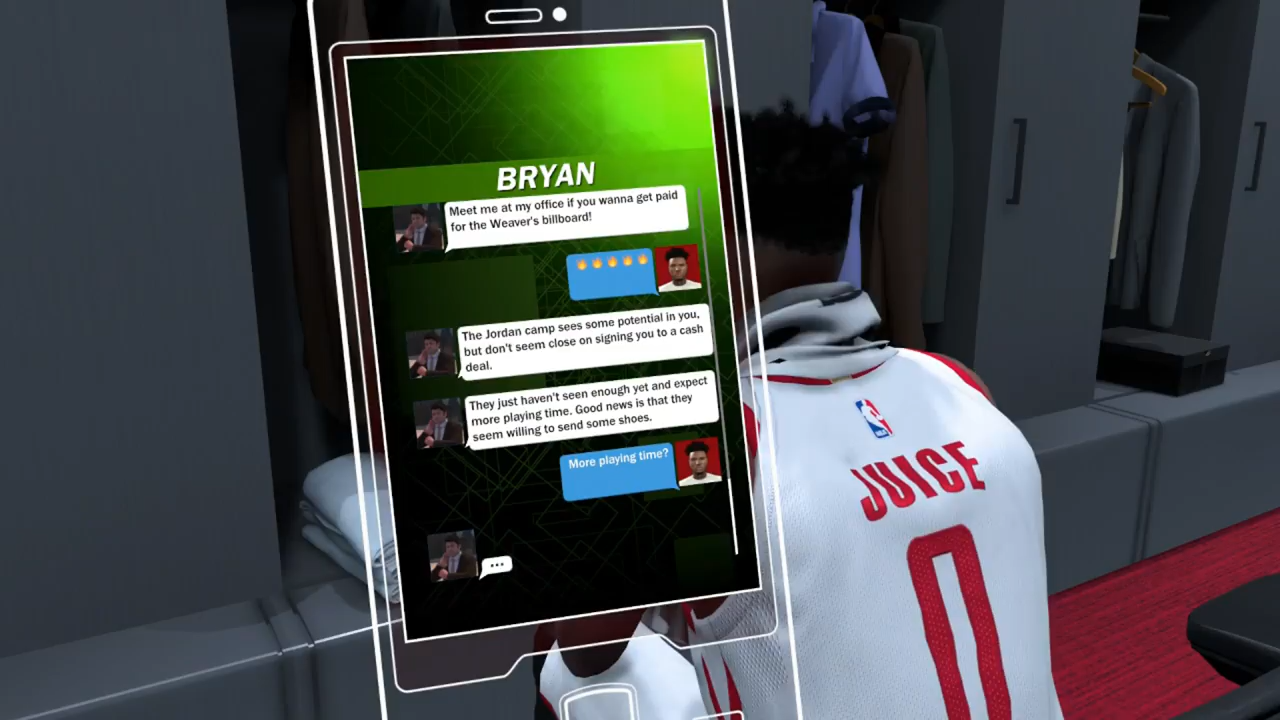 BRYAN
Meet me at my office if you wanna get paid
for the Weaver's billboard!
🔥🔥🔥🔥🔥
The Jordan camp sees some potential in you,
but don't seem close on signing you to a cash
deal.
They just haven't seen enough yet and expect
more playing time. Good news is that they
seem willing to send some shoes.
More playing time?
...
NBA
JUICE
0